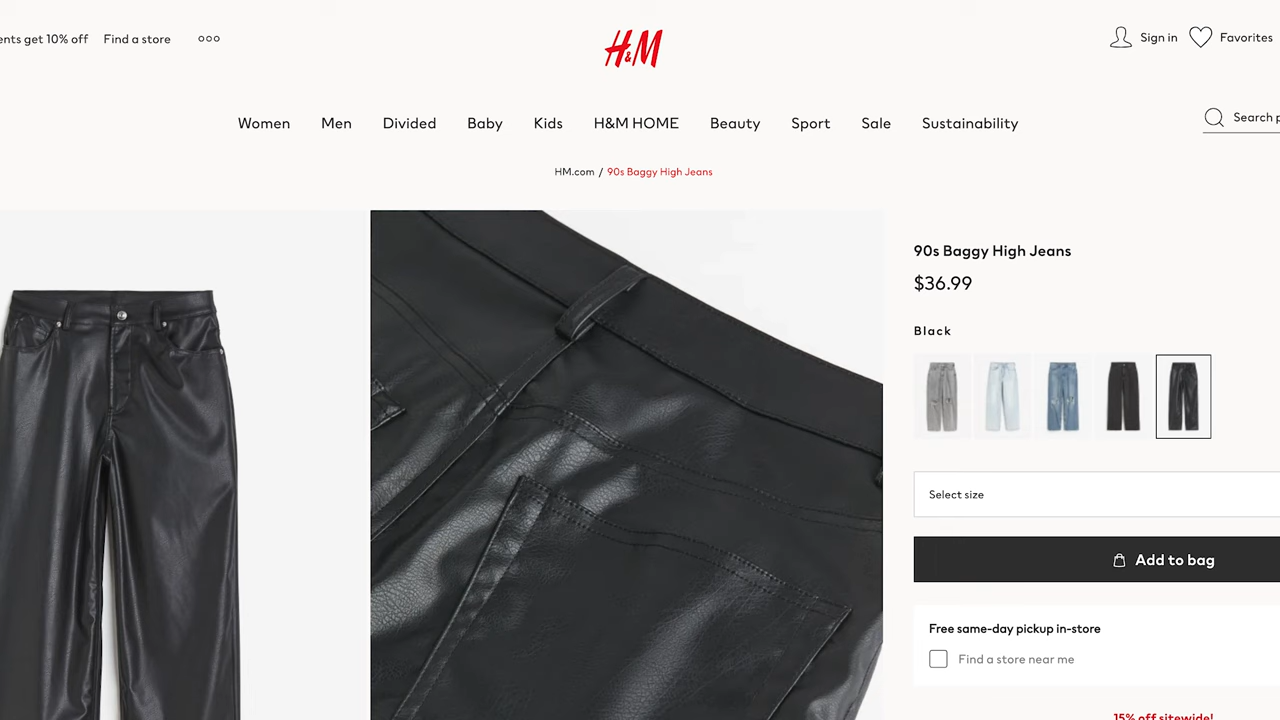 ents get 10% off Find a store
H&M
Sign in Favorites
Women Men Divided Baby Kids H&M HOME Beauty Sport Sale Sustainability
Search p
HM.com / 90s Baggy High Jeans
90s Baggy High Jeans
$36.99
Black
Select size
Add to bag
Free same-day pickup in-store
Find a store near me
15% off sitewide!